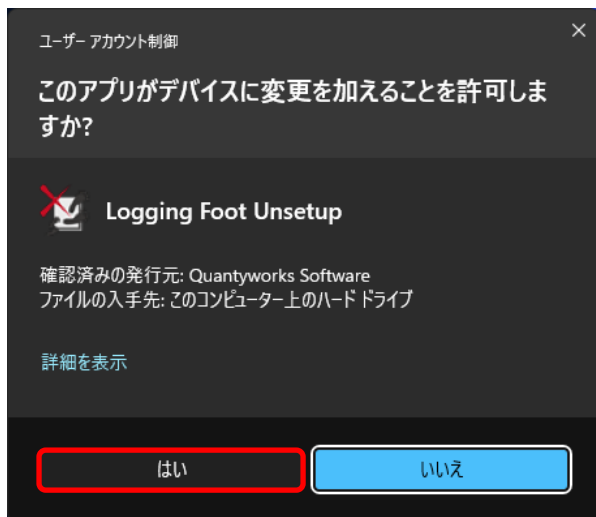 ユーザー アカウント制御
このアプリがデバイスに変更を加えることを許可しま
すか?
Logging Foot Unsetup
確認済みの発行元: Quantyworks Software
ファイルの入手先: このコンピューター上のハード ドライブ
詳細を表示
はい
いいえ